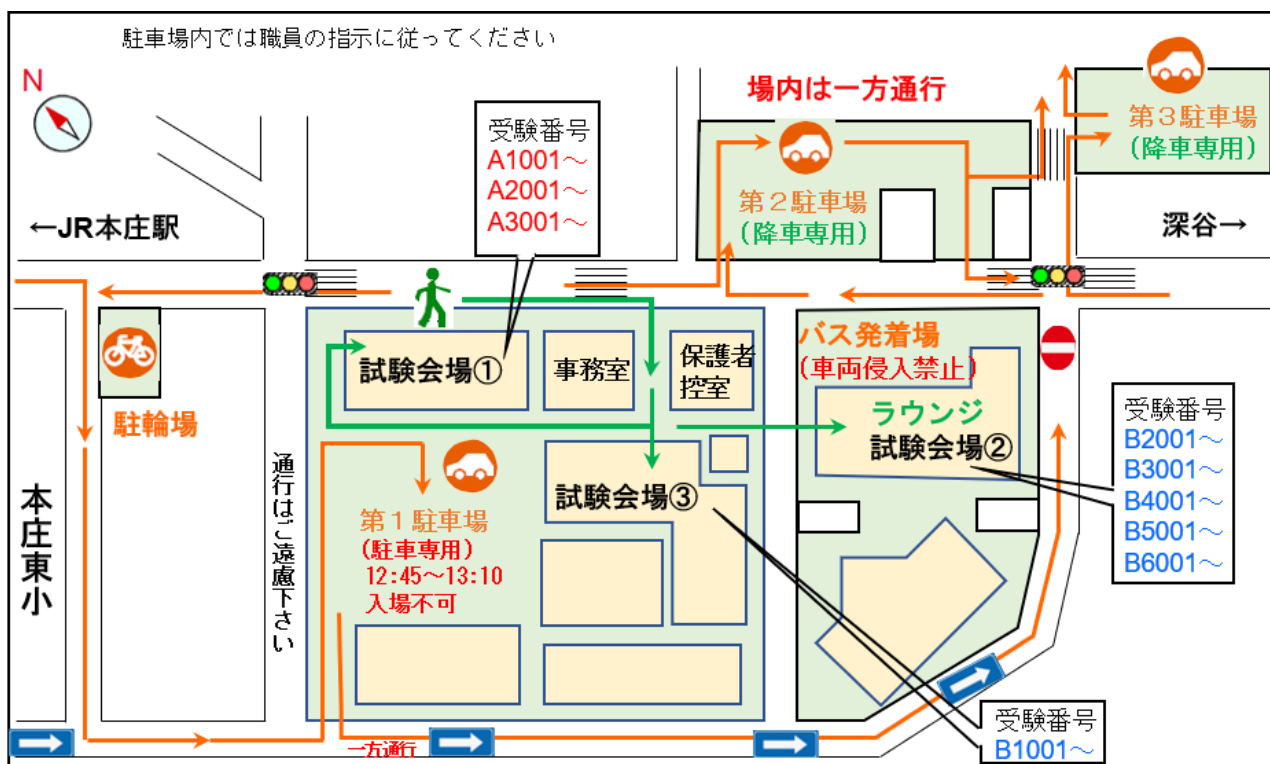 駐車場内では職員の指示に従ってください
N
場内は一方通行
受験番号
A1001～
A2001～
A3001～
第３駐車場
(降車専用)
第２駐車場
(降車専用)
←JR本庄駅
深谷→
試験会場①
事務室
保護者
控室
バス発着場
(車両侵入禁止)
ラウンジ
試験会場②
受験番号
B2001～
B3001～
B4001～
B5001～
B6001～
駐輪場
本庄東小
通行はご遠慮下さい
試験会場③
第１駐車場
(駐車専用)
12:45～13:10
入場不可
受験番号
B1001～
一方通行